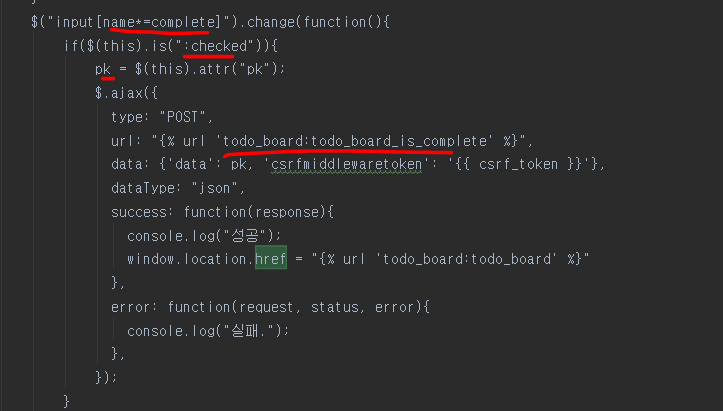 $("input[name*=complete]").change(function(){
if($(this).is(":checked")){
pk = $(this).attr("pk");
$.ajax({
type: "POST",
url: "{% url 'todo_board:todo_board_is_complete' %}",
data: {'data': pk, 'csrfmiddlewaretoken': '{{ csrf_token }}'},
dataType: "json",
success: function(response){
console.log("성공");
window.location.href = "{% url 'todo_board:todo_board' %}"
},
error: function(request, status, error){
console.log("실패.");
},
});
}